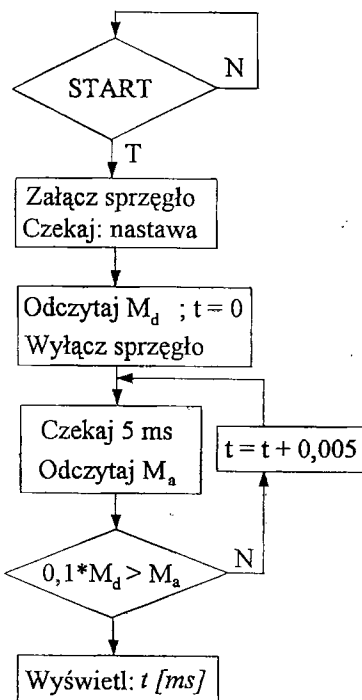 START
N
T
Załącz sprzęgło
Czekaj: nastawa
Odczytaj M_d ; t = 0
Wyłącz sprzęgło
Czekaj 5 ms
Odczytaj M_a
t = t + 0,005
0,1*M_d > M_a
N
Wyświetl: t [ms]